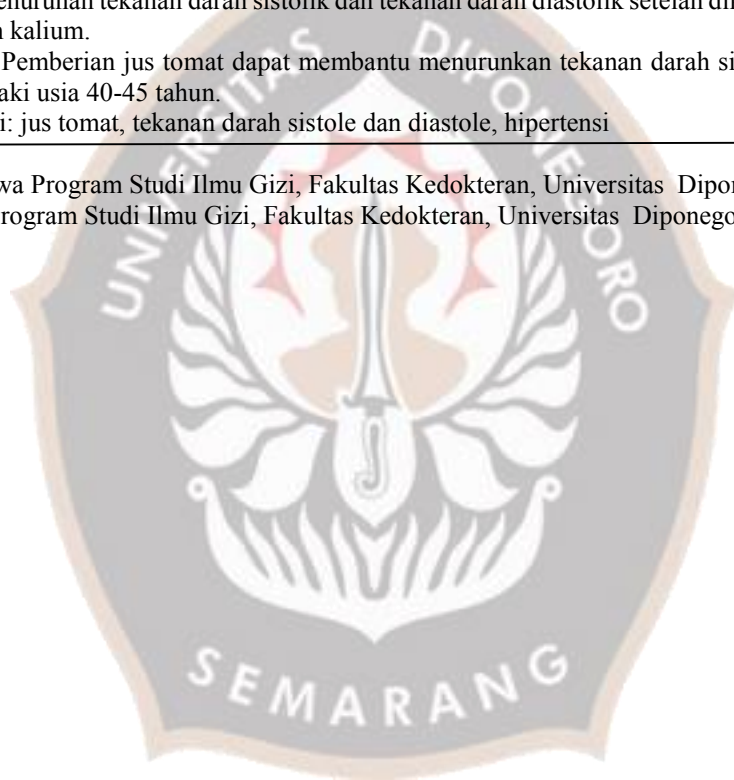 enurunan tekanan darah sistolik dan tekanan darah diastolik setelah
kalium.
Pemberian jus tomat dapat membantu menurunkan tekanan darah
aki usia 40-45 tahun.
i: jus tomat, tekanan darah sistole dan diastole, hipertensi
wa Program Studi Ilmu Gizi, Fakultas Kedokteran, Universitas Dipon
rogram Studi Ilmu Gizi, Fakultas Kedokteran, Universitas Diponego
UNIVERSITAS DIPONEGORO
SEMARANG